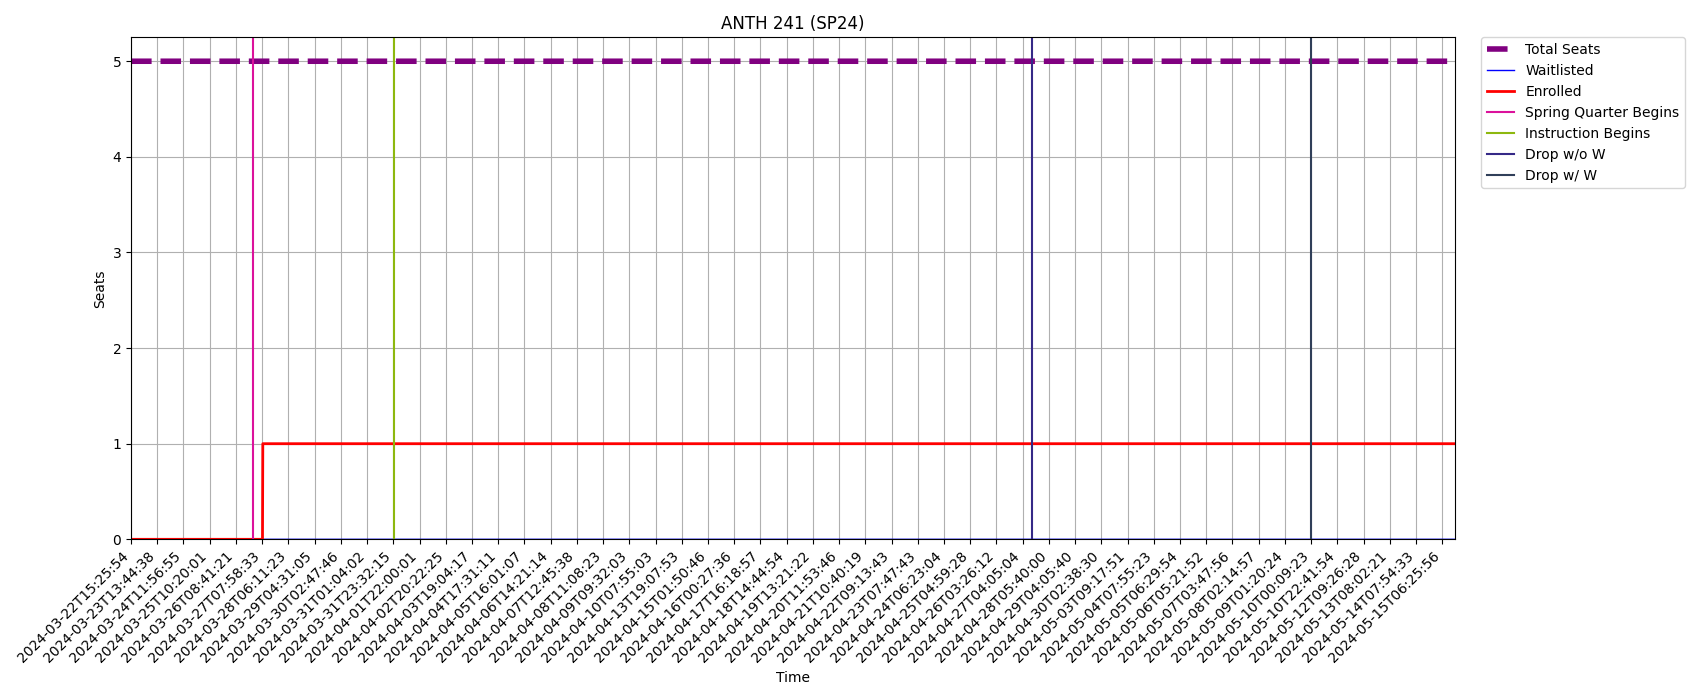 ANTH 241 (SP24)
Total Seats
Waitlisted
Enrolled
Spring Quarter Begins
Instruction Begins
Drop w/o W
Drop w/ W
Seats
5
4
3
2
1
0
2024-03-22T15:25:54
2024-03-23T13:44:38
2024-03-24T11:56:55
2024-03-25T10:20:01
2024-03-26T08:41:21
2024-03-27T07:58:33
2024-03-28T06:11:23
2024-03-29T04:31:05
2024-03-30T02:47:46
2024-03-31T01:04:02
2024-03-31T23:32:15
2024-04-01T22:00:01
2024-04-02T20:22:25
2024-04-03T19:04:17
2024-04-04T17:31:11
2024-04-05T16:01:07
2024-04-06T14:21:14
2024-04-07T12:45:38
2024-04-08T11:08:23
2024-04-09T09:32:03
2024-04-10T07:55:03
2024-04-13T19:07:53
2024-04-15T01:50:46
2024-04-16T00:27:36
2024-04-17T16:18:57
2024-04-18T14:44:54
2024-04-19T13:21:22
2024-04-20T11:53:46
2024-04-21T10:40:19
2024-04-22T09:13:43
2024-04-23T07:47:43
2024-04-24T06:23:04
2024-04-25T04:59:28
2024-04-26T03:26:12
2024-04-27T04:05:04
2024-04-28T05:40:00
2024-04-29T04:05:40
2024-04-30T02:38:30
2024-05-03T09:17:51
2024-05-04T07:55:23
2024-05-05T06:29:54
2024-05-06T05:21:52
2024-05-07T03:47:56
2024-05-08T02:14:57
2024-05-09T01:20:24
2024-05-10T00:09:23
2024-05-10T22:41:54
2024-05-12T09:26:28
2024-05-13T08:02:21
2024-05-14T07:54:33
2024-05-15T06:25:56
Time